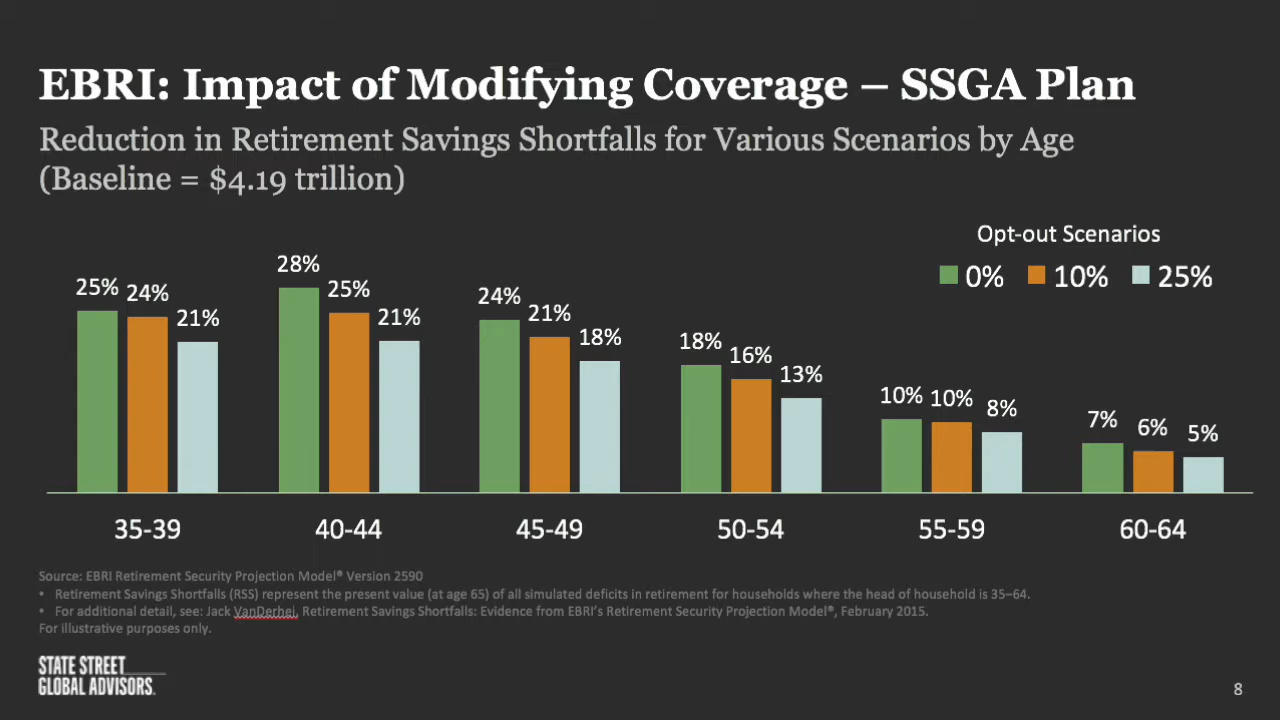 EBRI: Impact of Modifying Coverage – SSGA Plan
Reduction in Retirement Savings Shortfalls for Various Scenarios by Age
(Baseline = $4.19 trillion)
Opt-out Scenarios
0% 10% 25%
25% 24% 21%
28% 25% 21%
24% 21% 18%
18% 16% 13%
10% 10% 8%
7% 6% 5%
35-39 40-44 45-49 50-54 55-59 60-64
Source: EBRI Retirement Security Projection Model® Version 2590
• Retirement Savings Shortfalls (RSS) represent the present value (at age 65) of all simulated deficits in retirement for households where the head of household is 35–64.
• For additional detail, see: Jack VanDerhei, Retirement Savings Shortfalls: Evidence from EBRI's Retirement Security Projection Model®, February 2015.
For illustrative purposes only.
STATE STREET
GLOBAL ADVISORS.
8